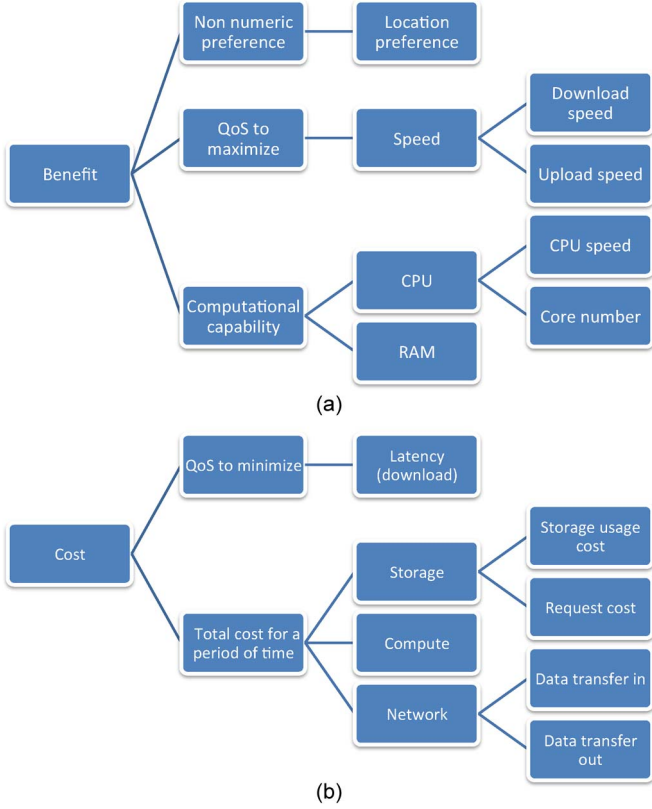 Non numeric
preference
Location
preference
Download
speed
QoS to
maximize
Speed
Benefit
Upload speed
CPU speed
Computational
capability
CPU
Core number
RAM
(a)
QoS to minimize
Latency
(download)
Storage usage
cost
Cost
Storage
Request cost
Total cost for a
period of time
Compute
Data transfer in
Network
Data transfer
out
(b)